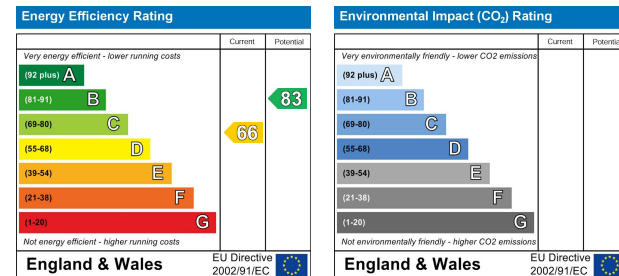 Energy Efficiency Rating
Current Potential
Very energy efficient - lower running costs
(92 plus) A
(81-91) B
83
(69-80) C
66
(55-68) D
(39-54) E
(21-38) F
(1-20) G
Not energy efficient - higher running costs
England & Wales
EU Directive
2002/91/EC
Environmental Impact (CO₂) Rating
Current Potentia
Very environmentally friendly - lower CO2 emissions
(92 plus) A
(81-91) B
(69-80) C
(55-68) D
(39-54) E
(21-38) F
(1-20) G
Not environmentally friendly - higher CO2 emissions
England & Wales
EU Directive
2002/91/EC